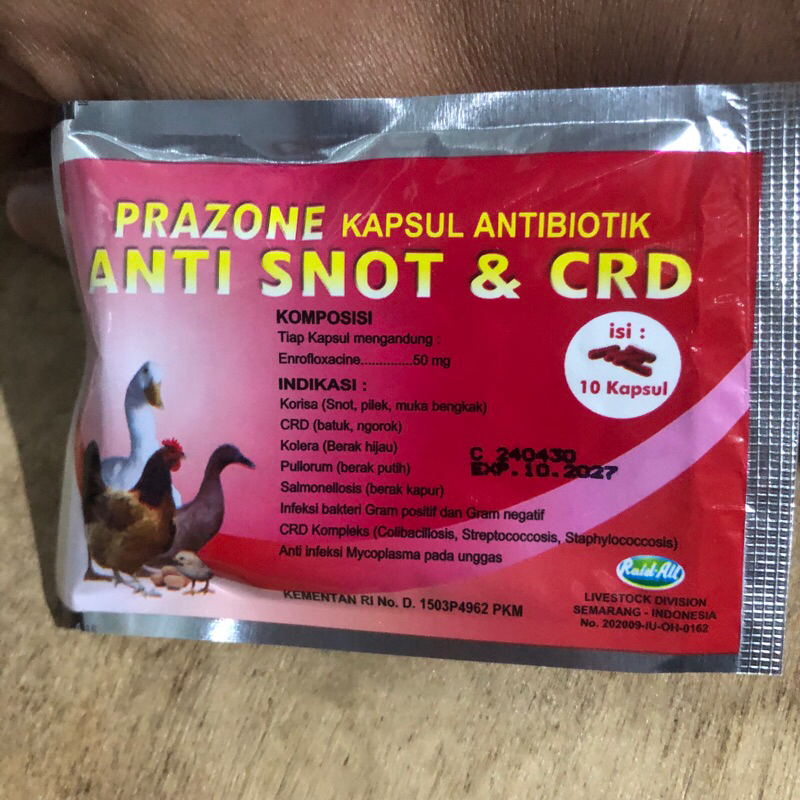 PRAZONE KAPSUL ANTIBIOTIK
ANTI SNOT & CRD
KOMPOSISI
Tiap Kapsul mengandung :
Enrofloxacine..............50 mg
isi :
10 Kapsul
INDIKASI :
Korisa (Snot, pilek, muka bengkak)
CRD (batuk, ngorok)
Kolera (Berak hijau)
Pullorum (berak putih)
Salmonellosis (berak kapur)
Infeksi bakteri Gram positif dan Gram negatif
CRD Kompleks (Colibacillosis, Streptococcosis, Staphylococcosis)
Anti infeksi Mycoplasma pada unggas
C 240430
EXP.10.2027
KEMENTAN RI No. D. 1503P4962 PKM
Raid-All
LIVESTOCK DIVISION
SEMARANG - INDONESIA
No. 202009-IU-OH-0162